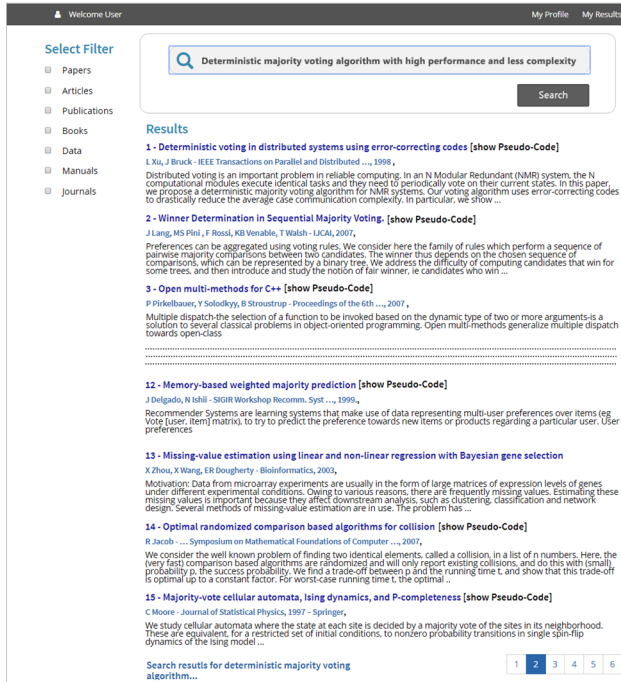 Welcome User
My Profile
My Results
Select Filter
Papers
Articles
Publications
Books
Data
Manuals
Journals
Deterministic majority voting algorithm with high performance and less complexity
Search
Results
1 - Deterministic voting in distributed systems using error-correcting codes [show Pseudo-Code]
L Xu, J Bruck - IEEE Transactions on Parallel and Distributed …, 1998 ,
Distributed voting is an important problem in reliable computing. In an N Modular Redundant (NMR) system, the N
computational modules execute identical tasks and they need to periodically vote on their current states. In this paper,
we propose a deterministic majority voting algorithm for NMR systems. Our voting algorithm uses error-correcting codes
to drastically reduce the average case communication complexity. In particular, we show ...
2 - Winner Determination in Sequential Majority Voting. [show Pseudo-Code]
J Lang, MS Pini , F Rossi, KB Venable, T Walsh - IJCAI, 2007,
Preferences can be aggregated using voting rules. We consider here the family of rules which perform a sequence of
pairwise majority comparisons between two candidates. The winner thus depends on the chosen sequence of
comparisons, which can be represented by a binary tree. We address the difficulty of computing candidates that win for
some trees, and then introduce and study the notion of fair winner, ie candidates who win ...
3 - Open multi-methods for C++ [show Pseudo-Code]
P Pirkelbauer, Y Solodkyy, B Stroustrup - Proceedings of the 6th …, 2007 ,
Multiple dispatch-the selection of a function to be invoked based on the dynamic type of two or more arguments-is a
solution to several classical problems in object-oriented programming. Open multi-methods generalize multiple dispatch
towards open-class
12 - Memory-based weighted majority prediction [show Pseudo-Code]
J Delgado, N Ishii - SIGIR Workshop Recomm. Syst …, 1999.,
Recommender Systems are learning systems that make use of data representing multi-user preferences over items (eg
Vote [user, item] matrix), to try to predict the preference towards new items or products regarding a particular user. User
preferences
13 - Missing-value estimation using linear and non-linear regression with Bayesian gene selection
X Zhou, X Wang, ER Dougherty - Bioinformatics, 2003,
Motivation: Data from microarray experiments are usually in the form of large matrices of expression levels of genes
under different experimental conditions. Owing to various reasons, there are frequently missing values. Estimating these
missing values is important because they affect downstream analysis, such as clustering, classification and network
design. Several methods of missing-value estimation are in use. The problem has ...
14 - Optimal randomized comparison based algorithms for collision [show Pseudo-Code]
R Jacob - … Symposium on Mathematical Foundations of Computer …, 2007,
We consider the well known problem of finding two identical elements, called a collision, in a list of n numbers. Here, the
(very fast) comparison based algorithms are randomized and will only report existing collisions, and do this with (small)
probability p, the success probability. We find a trade-off between p and the running time t, and show that this trade-off
is optimal up to a constant factor. For worst-case running time t, the optimal ..
15 - Majority-vote cellular automata, Ising dynamics, and P-completeness [show Pseudo-Code]
C Moore - Journal of Statistical Physics, 1997 – Springer,
We study cellular automata where the state at each site is decided by a majority vote of the sites in its neighborhood.
These are equivalent, for a restricted set of initial conditions, to nonzero probability transitions in single spin-flip
dynamics of the Ising model ...
Search resutls for deterministic majority voting
algorithm...
1 2 3 4 5 6